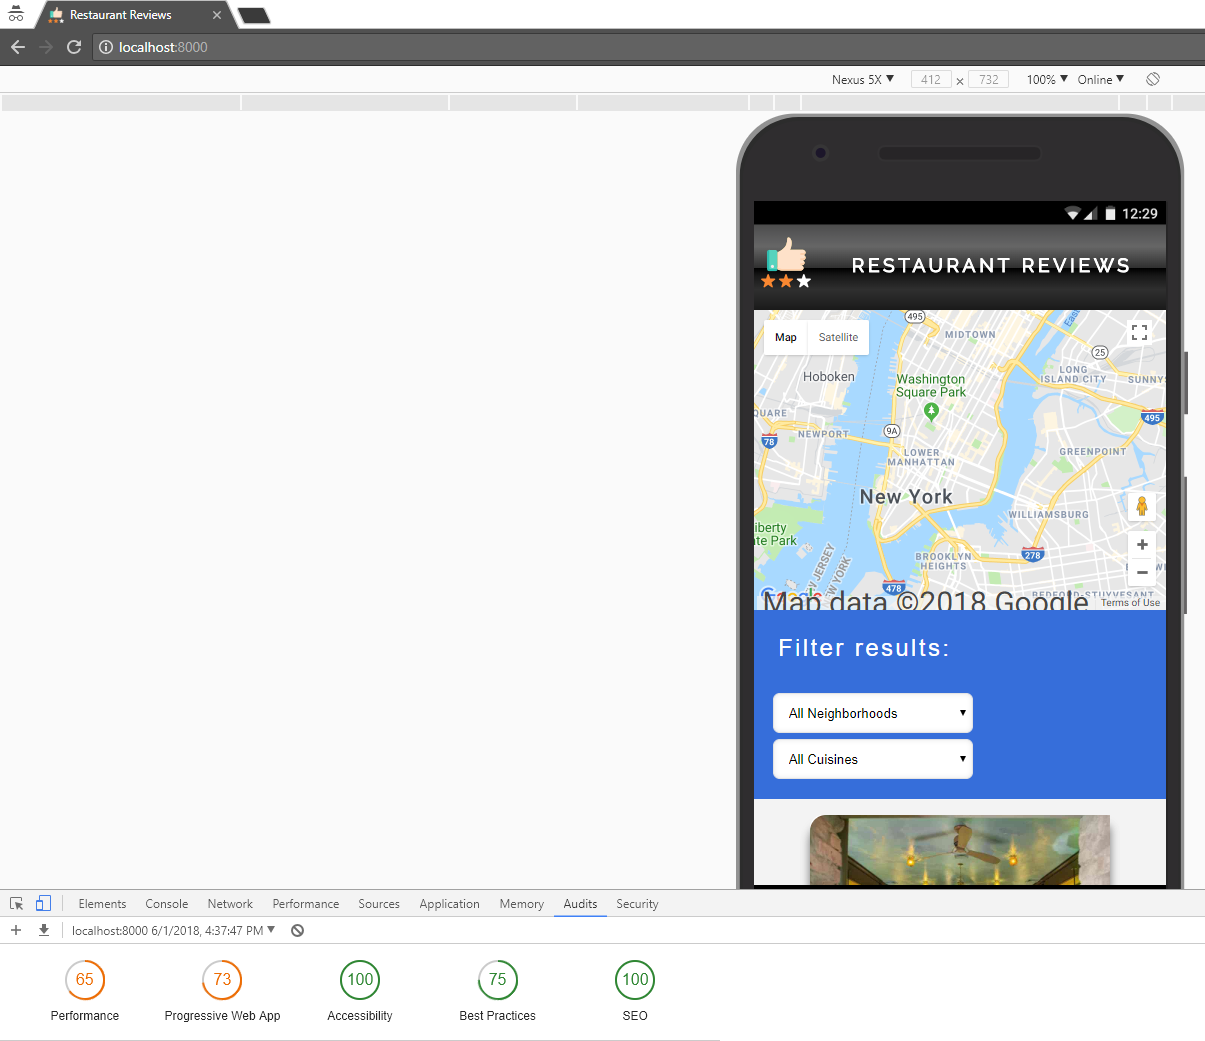 Restaurant Reviews
localhost:8000
Nexus 5X 412 x 732 100% Online
12:29
RESTAURANT REVIEWS
Map Satellite
495
MIDTOWN
25
Hoboken
Washington
Square Park
LONG
ISLAND CITY
SUNNYS
QUARE
NEWPORT
78
9A
495
LOWER
MANHATTAN
GREENPOINT
New York
WILLIAMSBURG
iberty
te Park
BROOKLYN
HEIGHTS
278
NEW JERSEY
NEW YORK
478
BEDFORD-STUYVESANT
Google
Map data ©2018 Google
Terms of Use
Filter results:
All Neighborhoods
All Cuisines
Elements Console Network Performance Sources Application Memory Audits Security
localhost:8000 6/1/2018, 4:37:47 PM
65 73 100 75 100
Performance Progressive Web App Accessibility Best Practices SEO